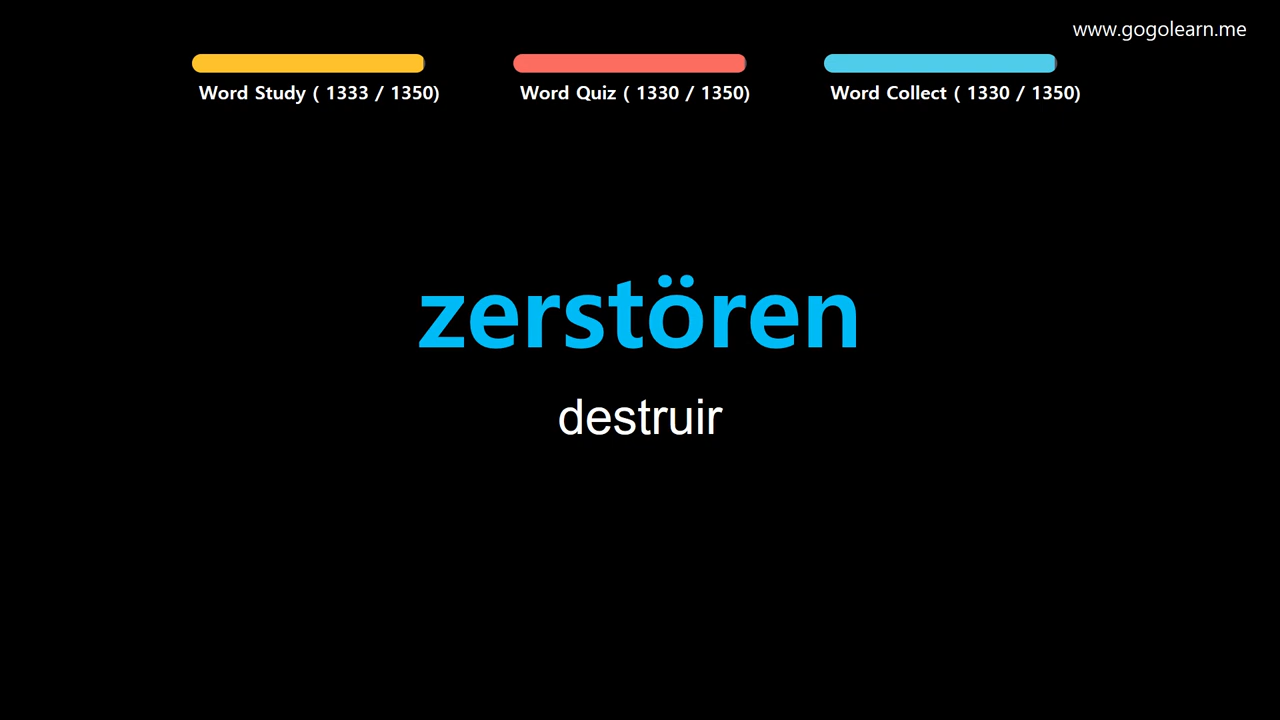 www.gogolearn.me
Word Study ( 1333 / 1350)
Word Quiz ( 1330 / 1350)
Word Collect ( 1330 / 1350)
zerstören
destruir